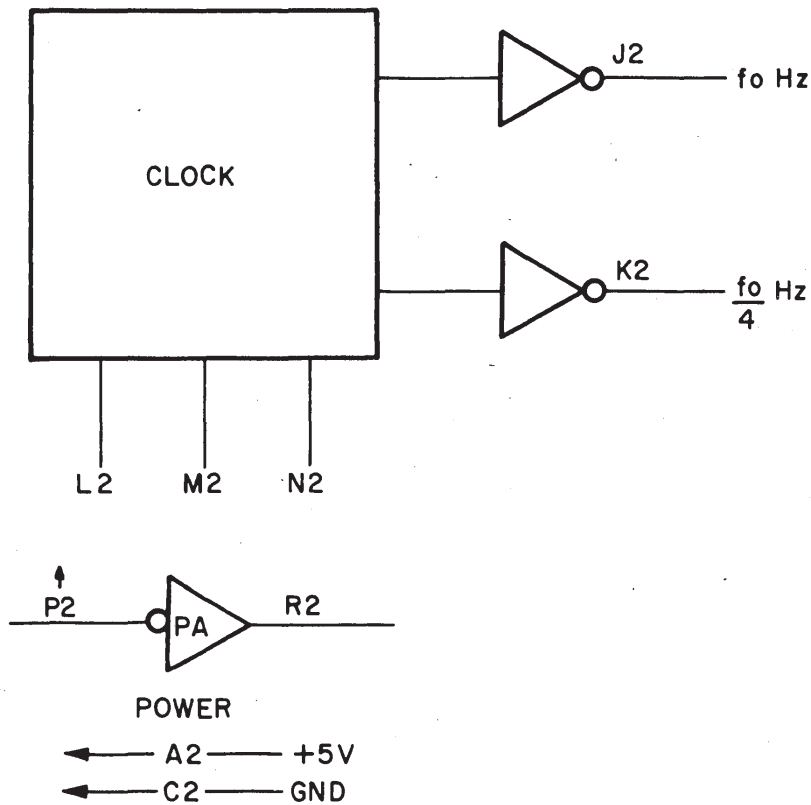 J2
fo Hz
CLOCK
K2
fo Hz
4
L2 M2 N2
P2
PA
R2
POWER
A2 +5V
C2 GND